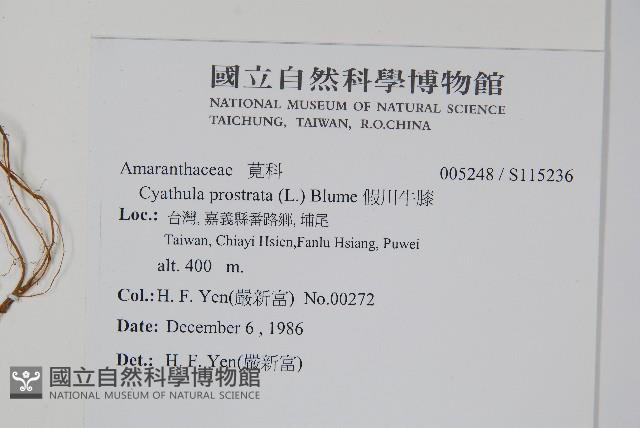 國立自然科學博物館
NATIONAL MUSEUM OF NATURAL SCIENCE
TAICHUNG, TAIWAN, R.O.CHINA
Amaranthaceae 莧科 005248 / S115236
Cyathula prostrata (L.) Blume 假川牛膝
Loc.: 台灣, 嘉義縣番路鄉, 埔尾
Taiwan, Chiayi Hsien,Fanlu Hsiang, Puwei
alt. 400 m.
Col.: H. F. Yen(嚴新富) No.00272
Date: December 6 , 1986
Det.: H. F. Yen(嚴新富)
國立自然科學博物館
NATIONAL MUSEUM OF NATURAL SCIENCE